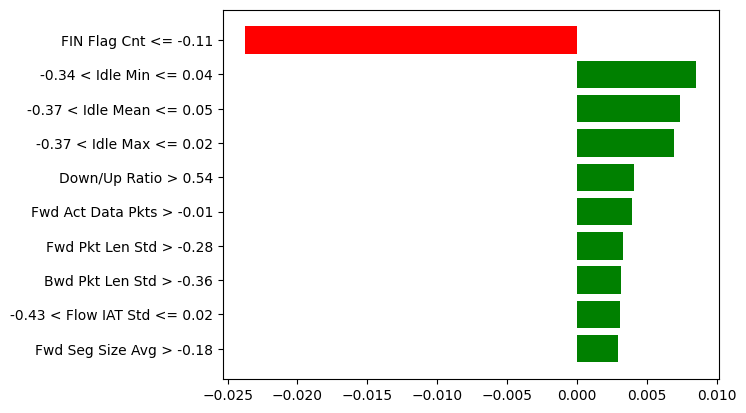 FIN Flag Cnt <= -0.11
-0.34 < Idle Min <= 0.04
-0.37 < Idle Mean <= 0.05
-0.37 < Idle Max <= 0.02
Down/Up Ratio > 0.54
Fwd Act Data Pkts > -0.01
Fwd Pkt Len Std > -0.28
Bwd Pkt Len Std > -0.36
-0.43 < Flow IAT Std <= 0.02
Fwd Seg Size Avg > -0.18
−0.025 −0.020 −0.015 −0.010 −0.005 0.000 0.005 0.010